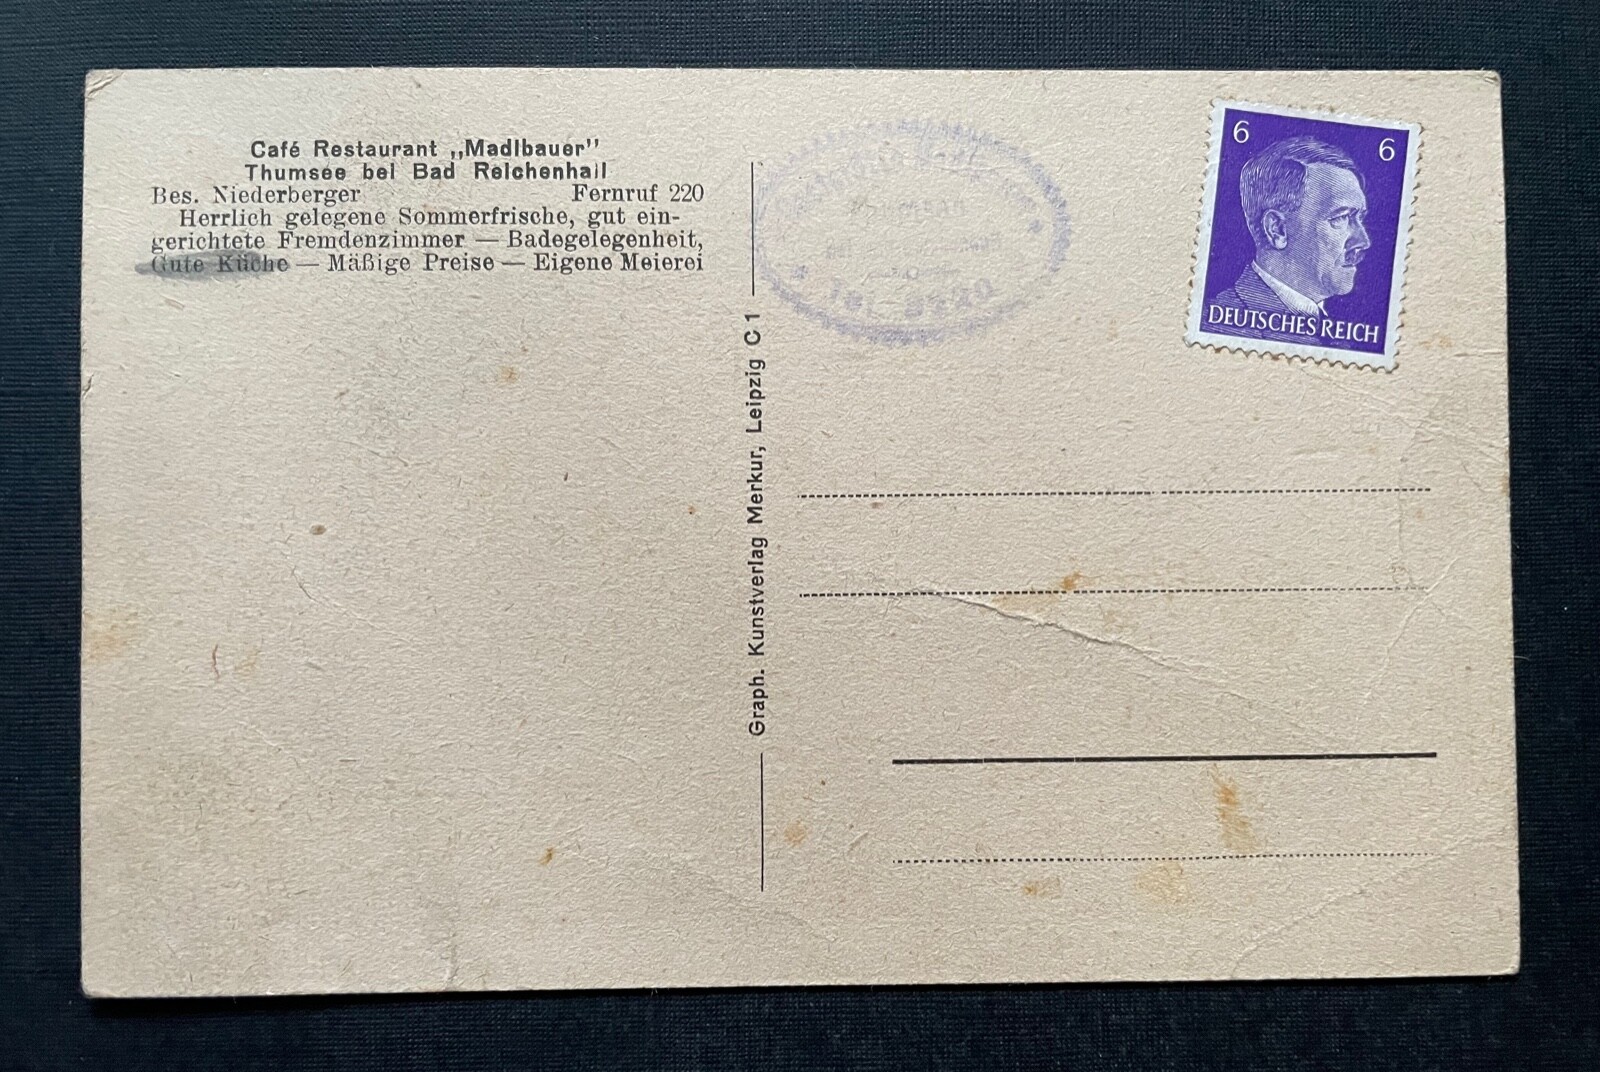 Café Restaurant „Madlbauer"
Thumsee bei Bad Reichenhall
Bes. Niederberger Fernruf 220
Herrlich gelegene Sommerfrische, gut ein-
gerichtete Fremdenzimmer — Badegelegenheit,
Gute Küche — Mäßige Preise — Eigene Meierei
Graph. Kunstverlag Merkur, Leipzig C 1
6 6
DEUTSCHES REICH